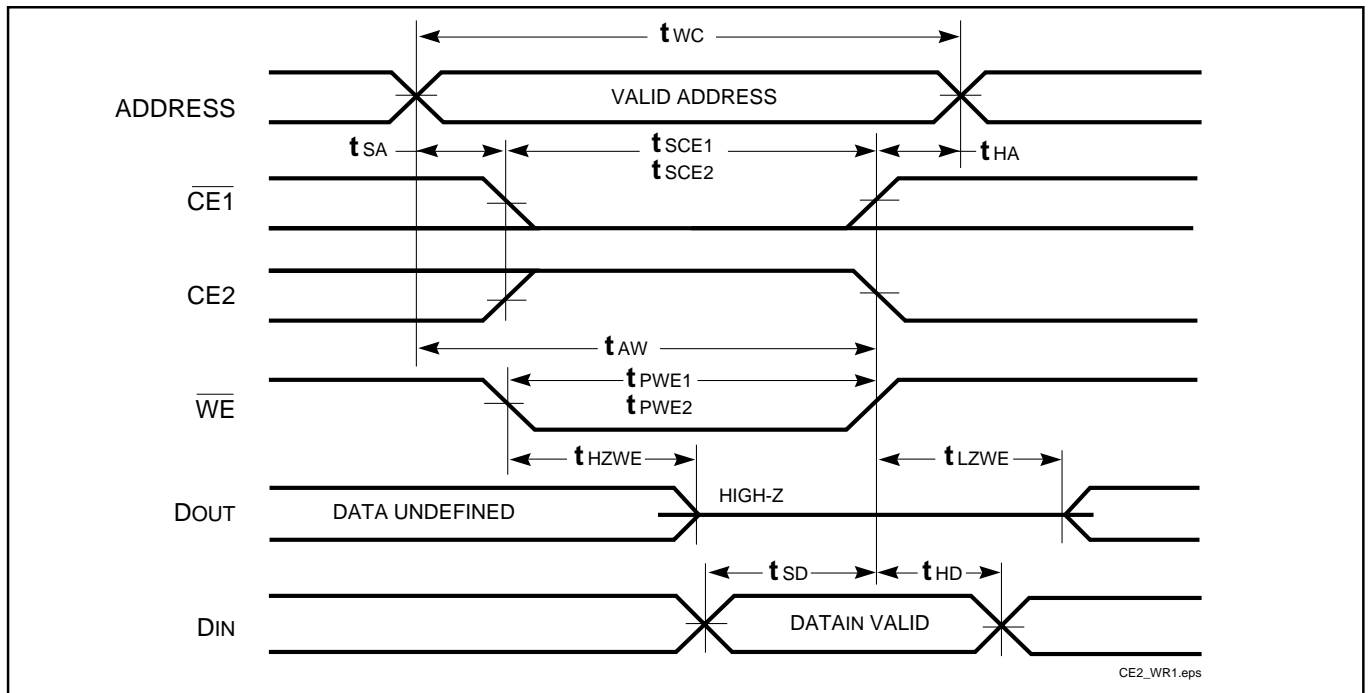 tWC
ADDRESS
VALID ADDRESS
tSA
tSCE1
tSCE2
tHA
CE1
CE2
tAW
WE
tPWE1
tPWE2
tHZWE
tLZWE
DOUT
DATA UNDEFINED
HIGH-Z
tSD
tHD
DIN
DATAIN VALID
CE2_WR1.eps